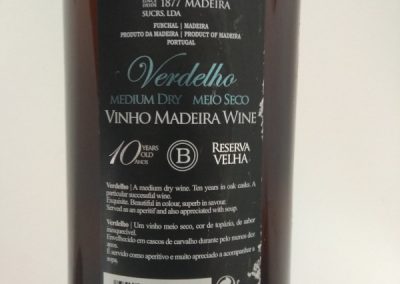 SINCE
DESDE 1877 MADEIRA
SUCRS, LDA
FUNCHAL | MADEIRA
PRODUTO DA MADEIRA | PRODUCT OF MADEIRA
PORTUGAL
Verdelho
MEDIUM DRY MEIO SECO
VINHO MADEIRA WINE
10 YEARS OLD ANOS B RESERVA VELHA
Verdelho | A medium dry wine. Ten years in oak casks. A
particular successful wine.
Exquisite. Beautiful in colour, superb in savour.
Served as an aperitif and also appreciated with soup.
Verdelho | Um vinho meio seco, cor de topázio, de sabor
inesquecível.
Envelhecido em cascos de carvalho durante pelo menos dez
anos.
É servido como aperitivo e muito apreciado a acompanhar a
sopa.